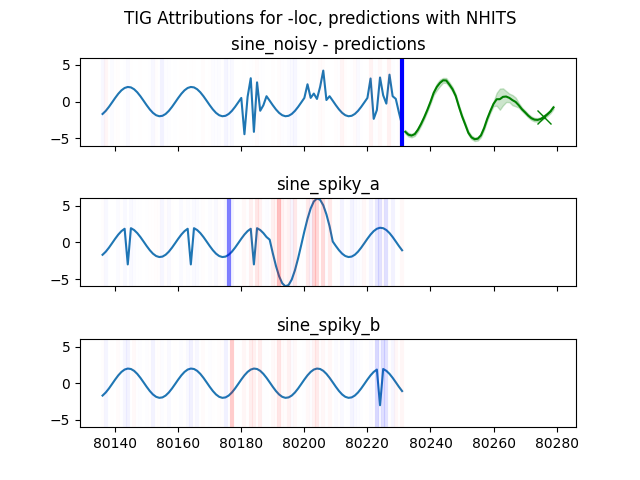 TIG Attributions for -loc, predictions with NHITS
sine_noisy - predictions
5
0
−5
sine_spiky_a
5
0
−5
sine_spiky_b
5
0
−5
80140 80160 80180 80200 80220 80240 80260 80280